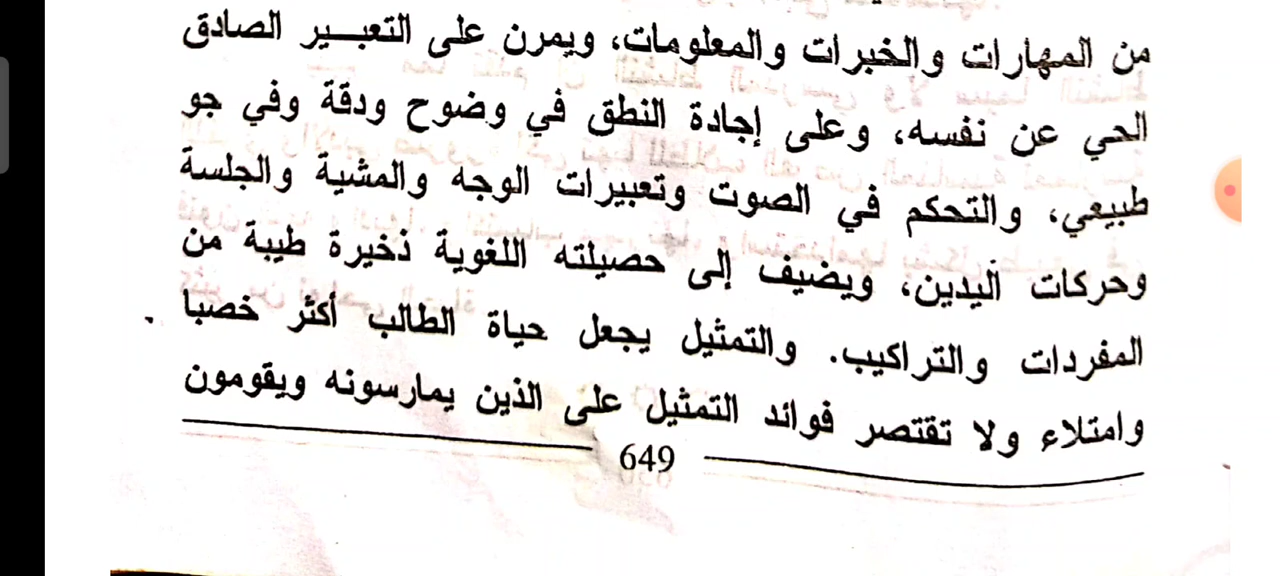 من المهارات والخبرات والمعلومات، ويمرن على التعبير الصادق
الحي عن نفسه، وعلى إجادة النطق في وضوح ودقة وفي جو
طبيعي، والتحكم في الصوت وتعبيرات الوجه والمشية والجلسة
وحركات اليدين، ويضيف إلى حصيلته اللغوية ذخيرة طيبة من
المفردات والتراكيب. والتمثيل يجعل حياة الطالب أكثر خصبا
وامتلاء ولا تقتصر فوائد التمثيل على الذين يمارسونه ويقومون
649